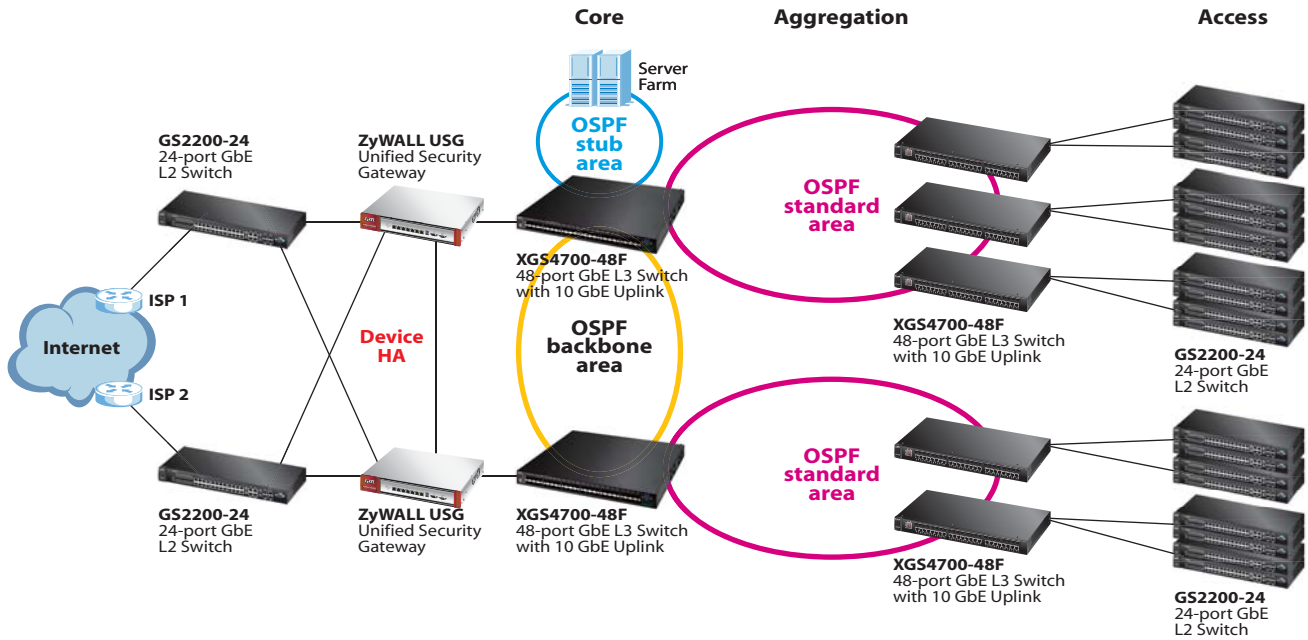 Core
Aggregation
Access
Server
Farm
OSPF
stub
area
GS2200-24
24-port GbE
L2 Switch
ZyWALL USG
Unified Security
Gateway
OSPF
standard
area
XGS4700-48F
48-port GbE L3 Switch
with 10 GbE Uplink
ISP 1
Internet
Device
HA
OSPF
backbone
area
XGS4700-48F
48-port GbE L3 Switch
with 10 GbE Uplink
GS2200-24
24-port GbE
L2 Switch
ISP 2
OSPF
standard
area
GS2200-24
24-port GbE
L2 Switch
ZyWALL USG
Unified Security
Gateway
XGS4700-48F
48-port GbE L3 Switch
with 10 GbE Uplink
XGS4700-48F
48-port GbE L3 Switch
with 10 GbE Uplink
GS2200-24
24-port GbE
L2 Switch